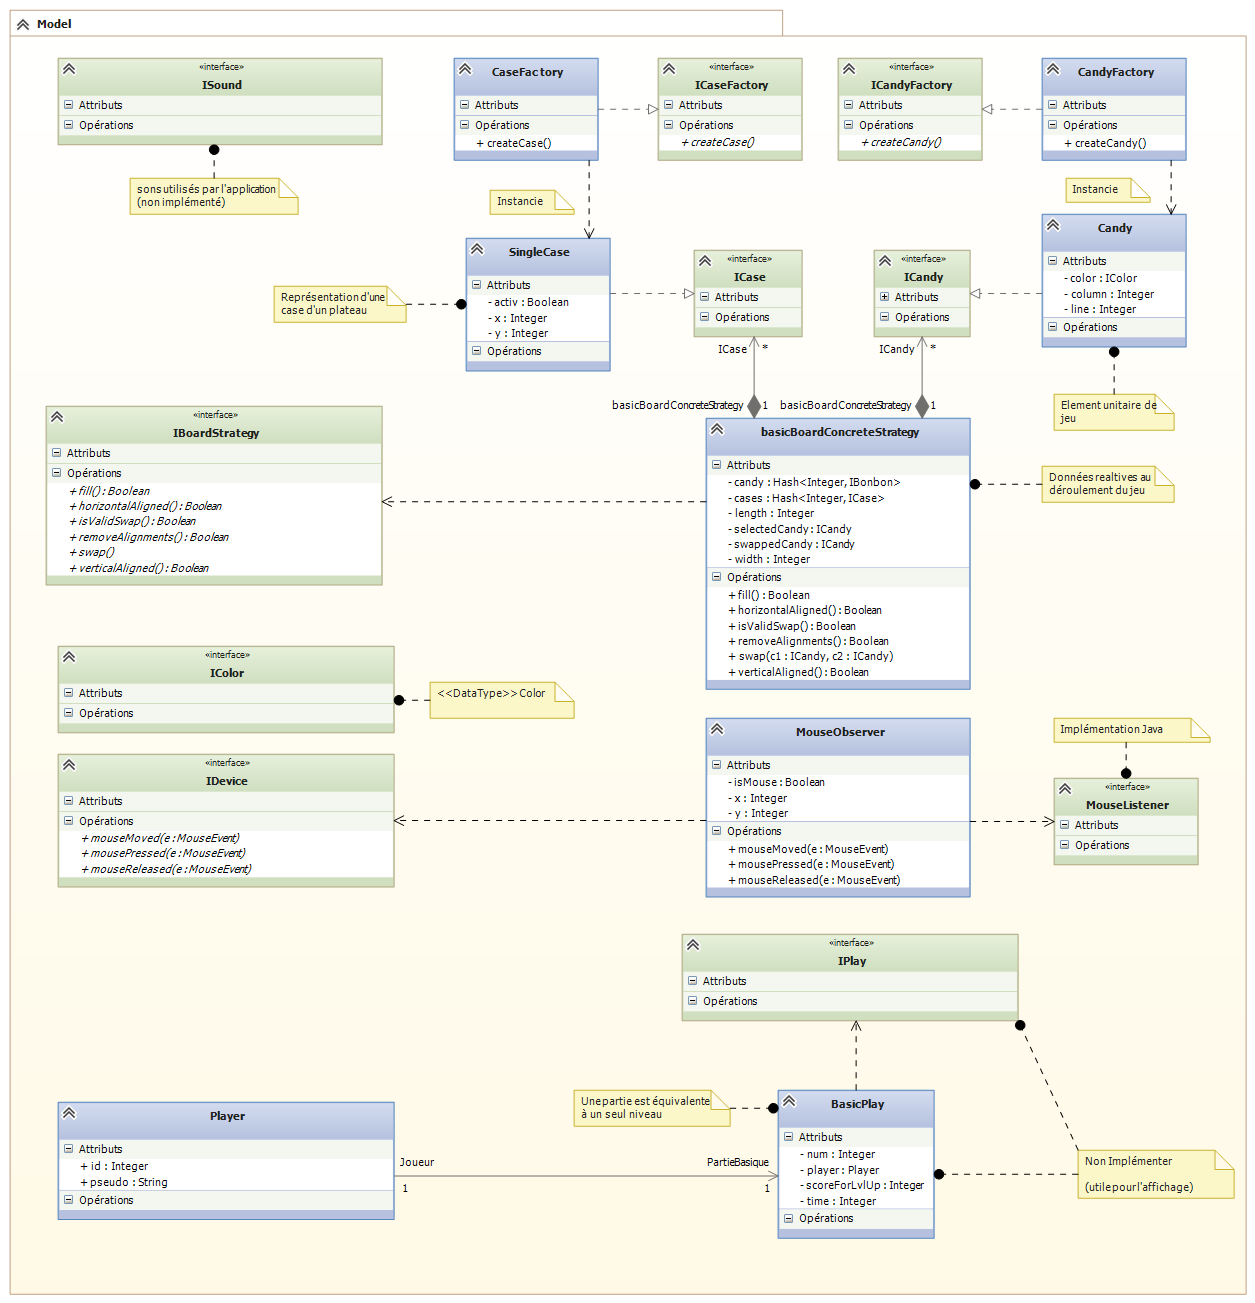 Model
«interface»
ISound
Attributs
Opérations
sons utilisés par l'application
(non implémenté)
CaseFactory
Attributs
Opérations
+ createCase()
«interface»
ICaseFactory
Attributs
Opérations
+ createCase()
«interface»
ICandyFactory
Attributs
Opérations
+ createCandy()
CandyFactory
Attributs
Opérations
+ createCandy()
Instancie
Instancie
SingleCase
Attributs
- activ : Boolean
- x : Integer
- y : Integer
Opérations
Représentation d'une
case d'un plateau
«interface»
ICase
Attributs
Opérations
«interface»
ICandy
Attributs
Opérations
Candy
Attributs
- color : IColor
- column : Integer
- line : Integer
Opérations
ICase *
ICandy *
basicBoardConcreteStrategy 1
basicBoardConcreteStrategy 1
Element unitaire de
jeu
«interface»
IBoardStrategy
Attributs
Opérations
+ fill() : Boolean
+ horizontalAligned() : Boolean
+ isValidSwap() : Boolean
+ removeAlignments() : Boolean
+ swap()
+ verticalAligned() : Boolean
basicBoardConcreteStrategy
Attributs
- candy : Hash<Integer, IBonbon>
- cases : Hash<Integer, ICase>
- length : Integer
- selectedCandy : ICandy
- swappedCandy : ICandy
- width : Integer
Opérations
+ fill() : Boolean
+ horizontalAligned() : Boolean
+ isValidSwap() : Boolean
+ removeAlignments() : Boolean
+ swap(c1 : ICandy, c2 : ICandy)
+ verticalAligned() : Boolean
Données realtives au
déroulement du jeu
«interface»
IColor
Attributs
Opérations
<<DataType>> Color
«interface»
IDevice
Attributs
Opérations
+ mouseMoved(e : MouseEvent)
+ mousePressed(e : MouseEvent)
+ mouseReleased(e : MouseEvent)
MouseObserver
Attributs
- isMouse : Boolean
- x : Integer
- y : Integer
Opérations
+ mouseMoved(e : MouseEvent)
+ mousePressed(e : MouseEvent)
+ mouseReleased(e : MouseEvent)
Implémentation Java
«interface»
MouseListener
Attributs
Opérations
«interface»
IPlay
Attributs
Opérations
Une partie est équivalente
à un seul niveau
Player
Attributs
+ id : Integer
+ pseudo : String
Opérations
Joueur
1
PartieBasique
1
BasicPlay
Attributs
- num : Integer
- player : Player
- scoreForLvlUp : Integer
- time : Integer
Opérations
Non Implémenter
(utile pour l'affichage)